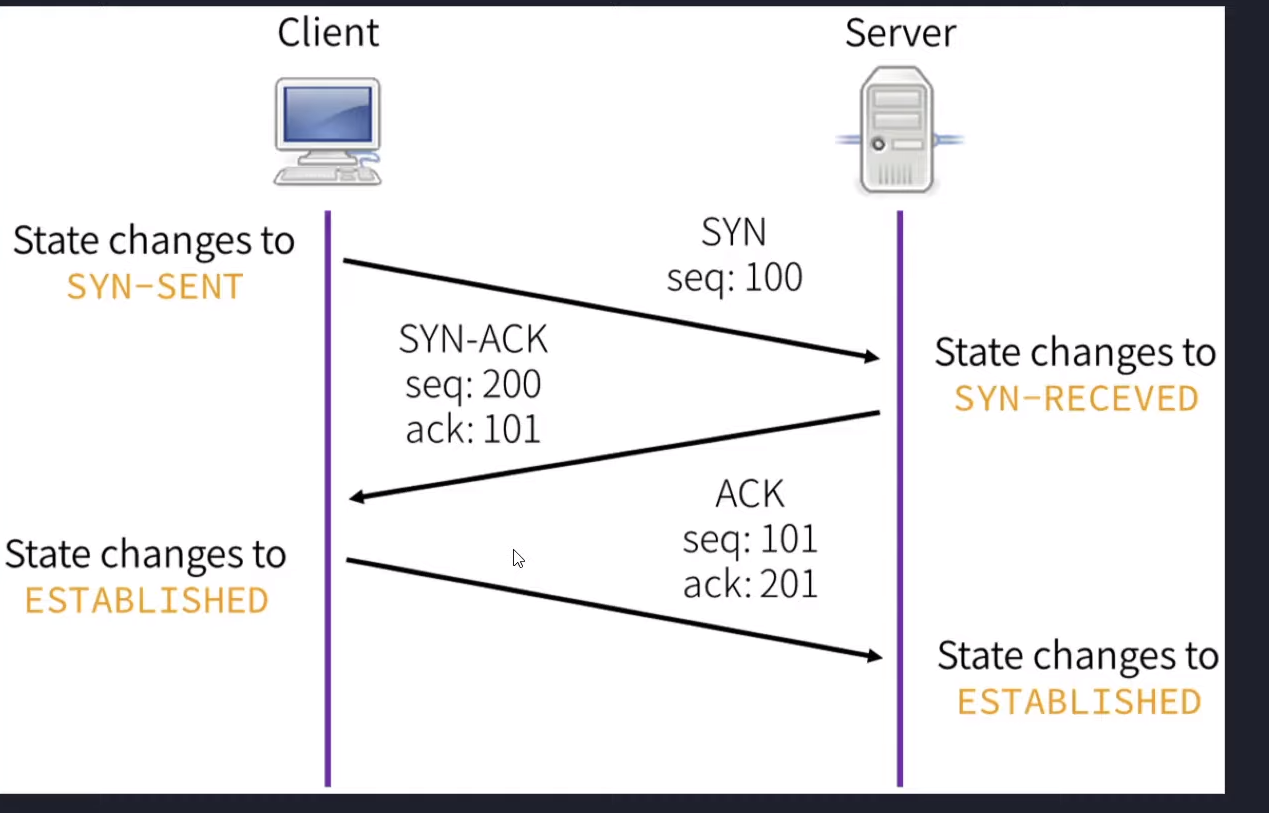 Client
Server
State changes to
SYN-SENT
SYN
seq: 100
SYN-ACK
seq: 200
ack: 101
State changes to
SYN-RECEVED
ACK
seq: 101
ack: 201
State changes to
ESTABLISHED
State changes to
ESTABLISHED